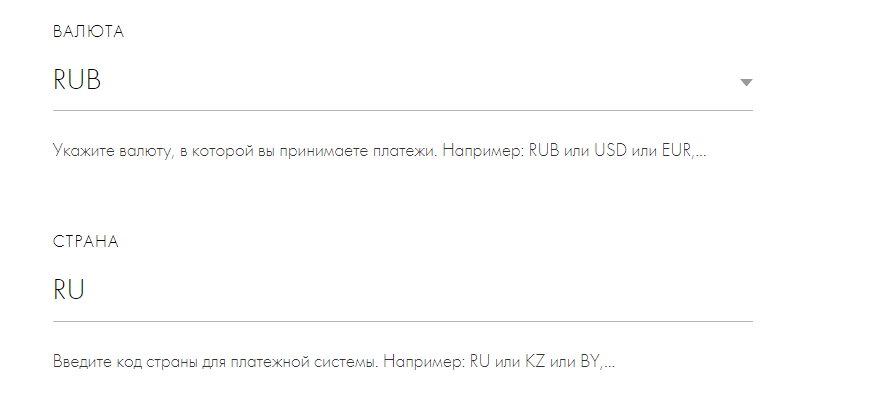 ВАЛЮТА
RUB
Укажите валюту, в которой вы принимаете платежи. Например: RUB или USD или EUR,...
СТРАНА
RU
Введите код страны для платежной системы. Например: RU или KZ или BY,...